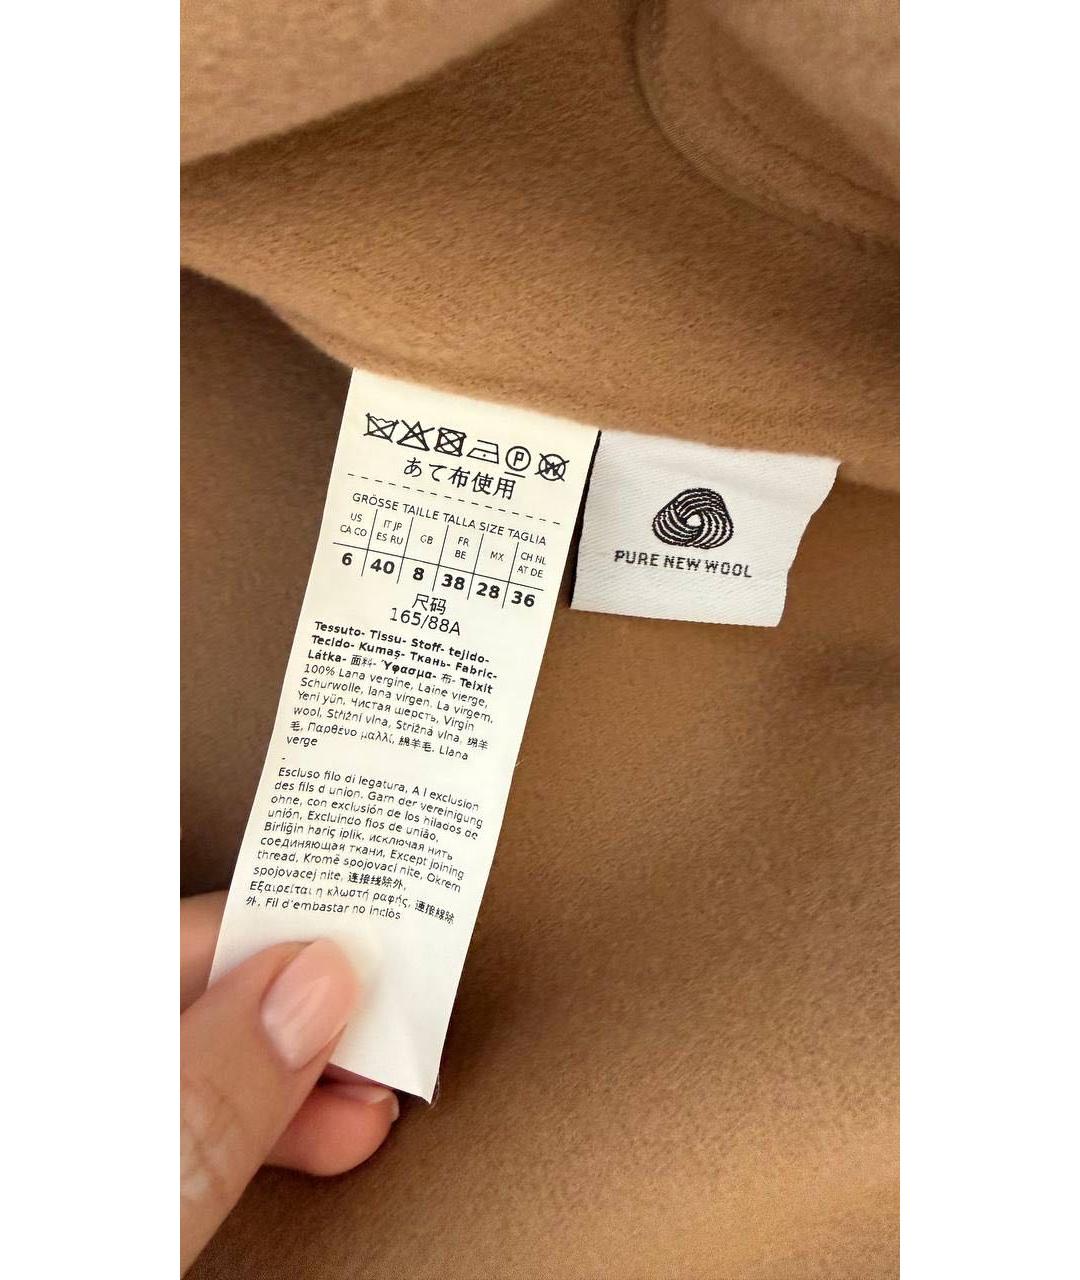 P W
あて布使用
GRÖSSE TAILLE TALLA SIZE TAGLIA
US CA CO IT JP ES RU GB FR BE MX CH NL AT DE
6 40 8 38 28 36
尺码
165/88A
Tessuto- Tissu- Stoff- tejido-
Tecido- Kumaş- Ткань- Fabric-
Látka- 面料- Ύφασμα- 布- Teixit
100% Lana vergine, Laine vierge,
Schurwolle, lana virgen. La virgem,
Yeni yün, Чистая шерсть, Virgin
wool, Střižní vlna, Strižná vlna, 绵羊
毛, Παρθένο μαλλί, 綿羊毛. Llana
verge
-
Escluso filo di legatura, A l exclusion
des fils d union. Garn der vereinigung
ohne, con exclusión de los hilados de
unión, Excluindo fios de união,
Birliğin hariç iplik, исключая нить
соединяющая ткани, Except joining
thread, Kromě spojovací nite, Okrem
spojovacej nite, 连接线除外,
Εξαιρείται η κλωστή ραφής, 連接線除
外, Fil d'embastar no inclòs
PURE NEW WOOL